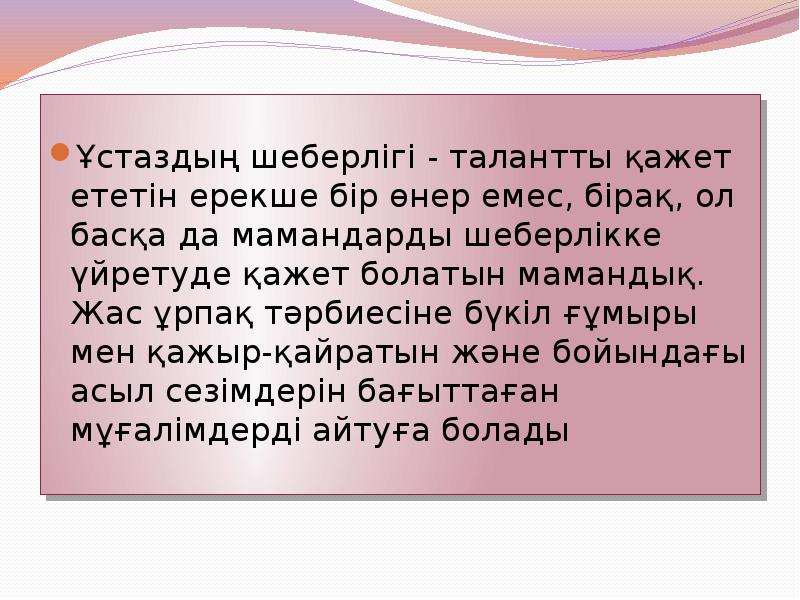 Ұстаздың шеберлігі - талантты қажет
ететін ерекше бір өнер емес, бірақ, ол
басқа да мамандарды шеберлікке
үйретуде қажет болатын мамандық.
Жас ұрпақ тәрбиесіне бүкіл ғұмыры
мен қажыр-қайратын және бойындағы
асыл сезімдерін бағыттаған
мұғалімдерді айтуға болады